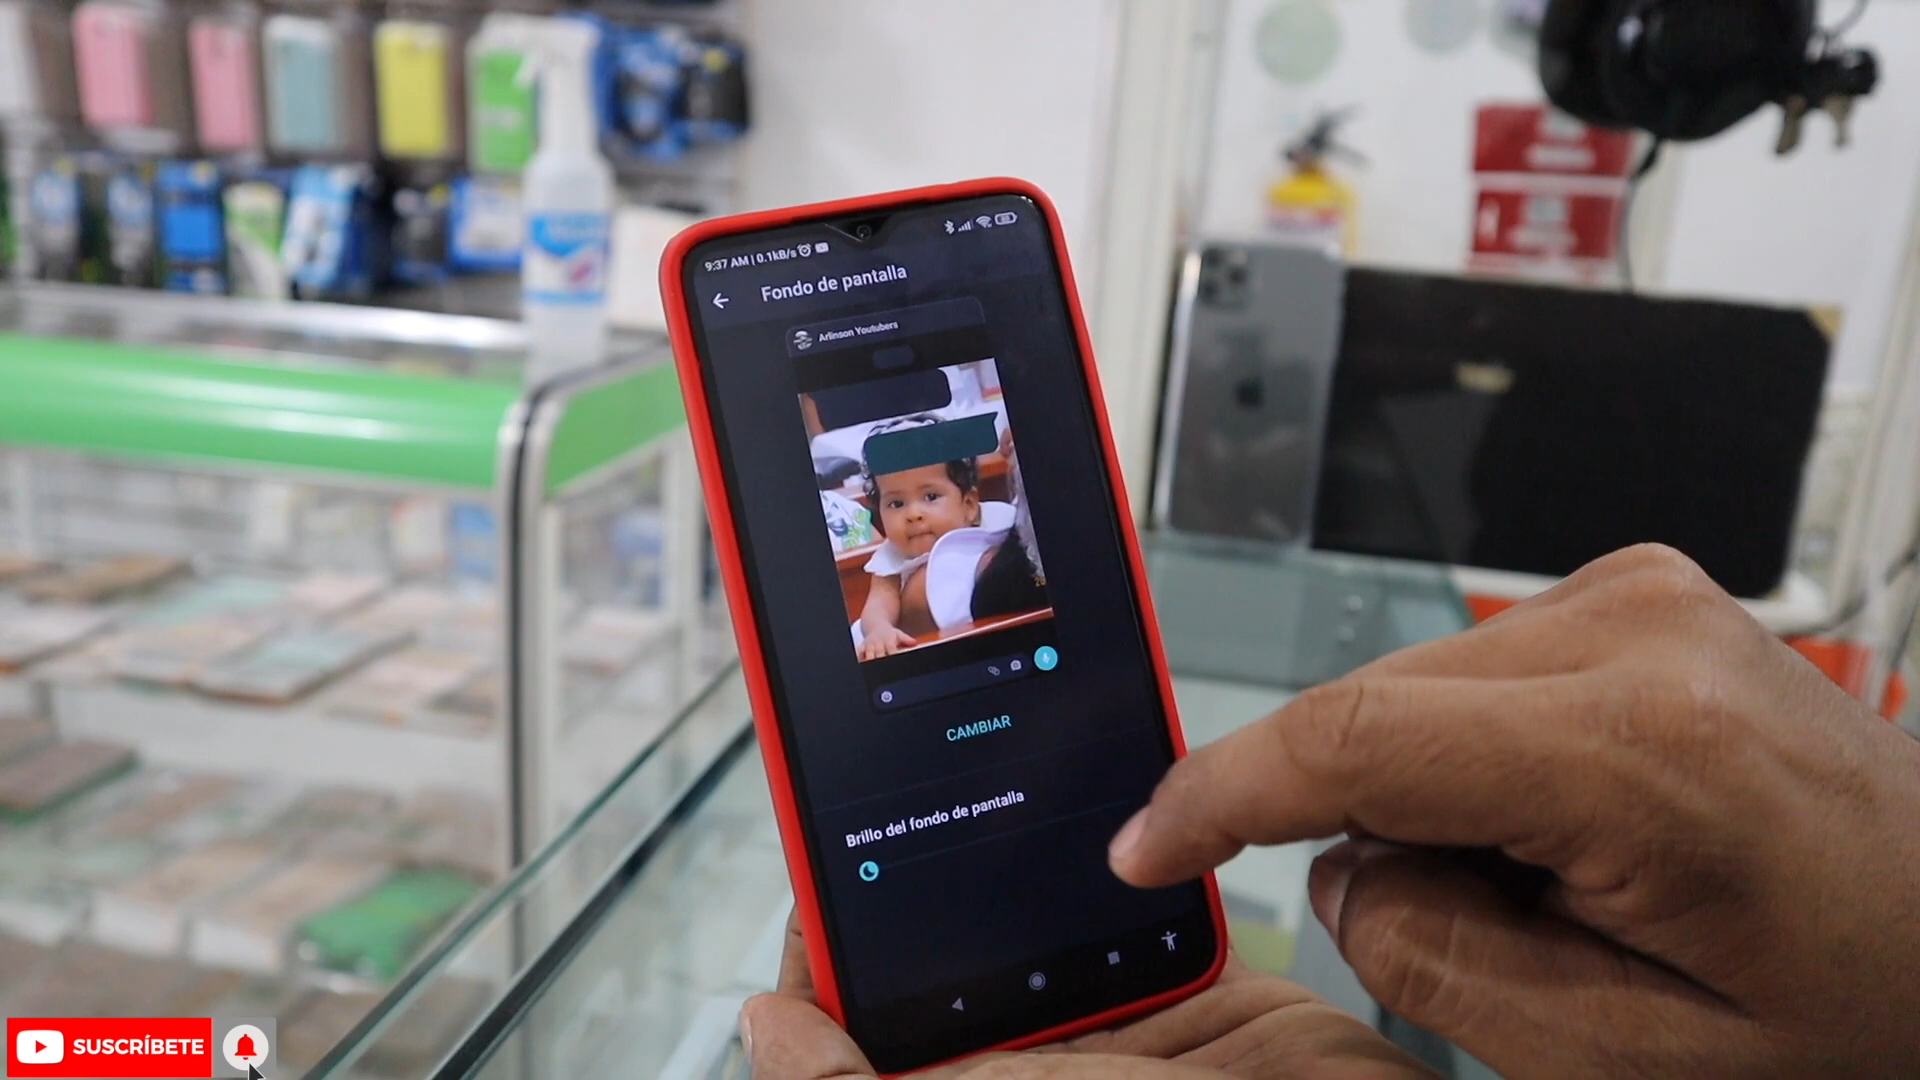 9:37 AM | 0.1kB/s
Fondo de pantalla
Arlinson Youtubers
CAMBIAR
Brillo del fondo de pantalla
SUSCRÍBETE